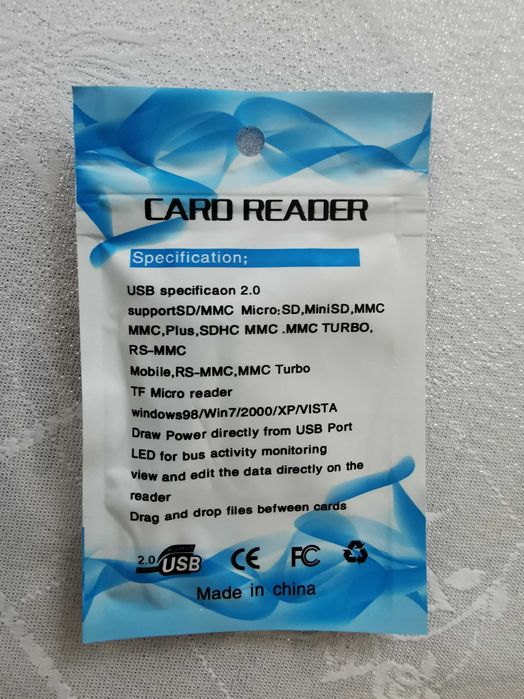 CARD READER
Specification;
USB specificaon 2.0
supportSD/MMC Micro:SD,MiniSD,MMC
MMC,Plus,SDHC MMC .MMC TURBO,
RS-MMC
Mobile,RS-MMC,MMC Turbo
TF Micro reader
windows98/Win7/2000/XP/VISTA
Draw Power directly from USB Port
LED for bus activity monitoring
view and edit the data directly on the
reader
Drag and drop files befween cards
2.0 USB CE FC
Made in china